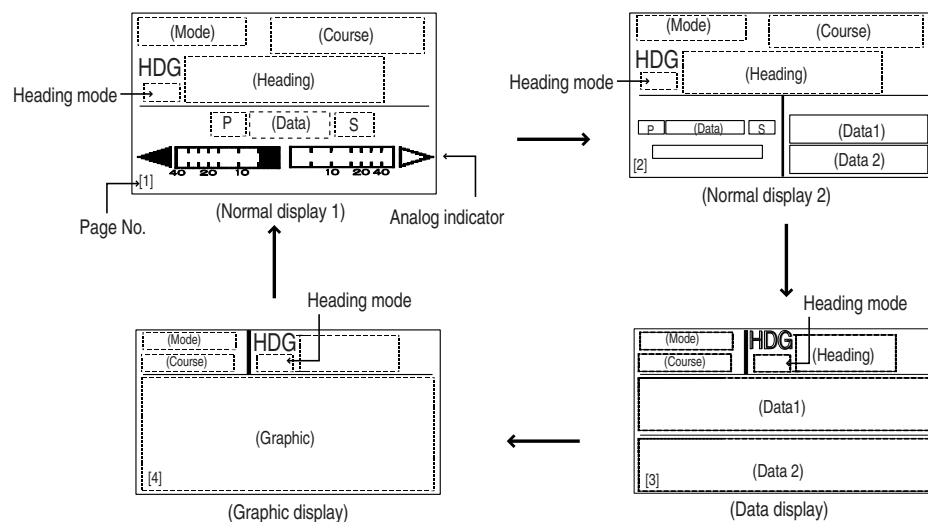 (Mode)
(Course)
HDG
(Heading)
Heading mode
P
(Data)
S
40 20 10
10 20 40
[1]
(Normal display 1)
Page No.
Analog indicator
(Mode)
(Course)
HDG
(Heading)
Heading mode
P
(Data)
S
(Data1)
(Data 2)
[2]
(Normal display 2)
Heading mode
(Mode)
HDG
(Course)
(Graphic)
[4]
(Graphic display)
Heading mode
(Mode)
HDG
(Course)
(Heading)
(Data1)
(Data 2)
[3]
(Data display)